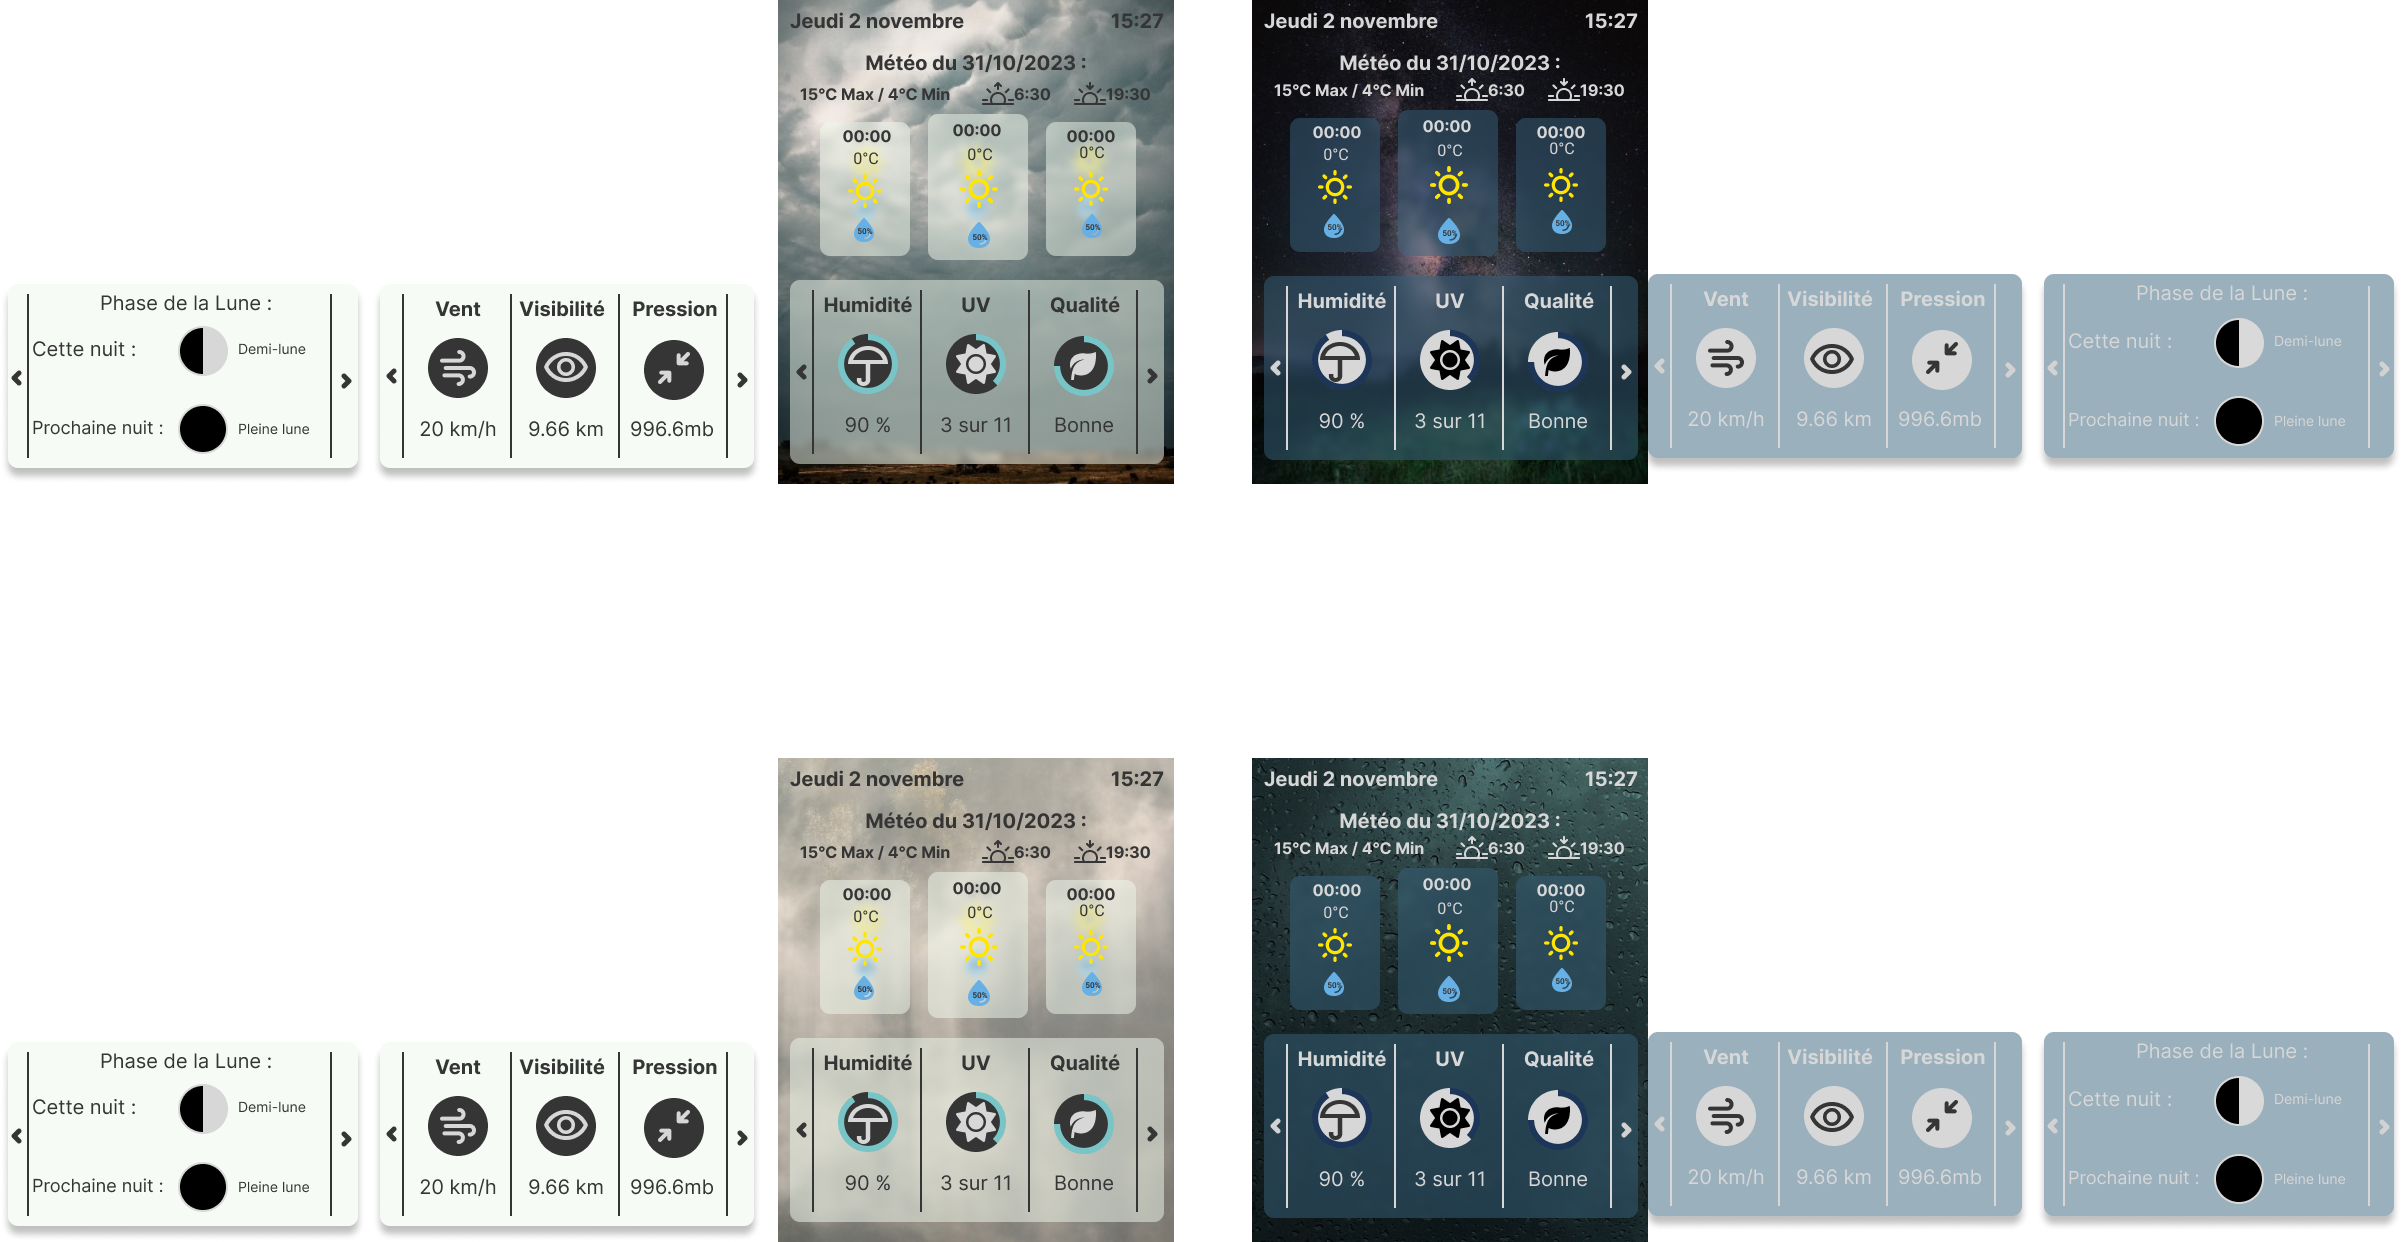 Jeudi 2 novembre 15:27
Météo du 31/10/2023 :
15°C Max / 4°C Min 6:30 19:30
00:00 00:00 00:00
0°C 0°C 0°C
50% 50% 50%
Humidité UV Qualité
90 % 3 sur 11 Bonne
Phase de la Lune :
Cette nuit : Demi-lune
Prochaine nuit : Pleine lune
Vent Visibilité Pression
20 km/h 9.66 km 996.6mb
Jeudi 2 novembre 15:27
Météo du 31/10/2023 :
15°C Max / 4°C Min 6:30 19:30
00:00 00:00 00:00
0°C 0°C 0°C
50% 50% 50%
Humidité UV Qualité
90 % 3 sur 11 Bonne
Vent Visibilité Pression
20 km/h 9.66 km 996.6mb
Phase de la Lune :
Cette nuit : Demi-lune
Prochaine nuit : Pleine lune
Jeudi 2 novembre 15:27
Météo du 31/10/2023 :
15°C Max / 4°C Min 6:30 19:30
00:00 00:00 00:00
0°C 0°C 0°C
50% 50% 50%
Humidité UV Qualité
90 % 3 sur 11 Bonne
Phase de la Lune :
Cette nuit : Demi-lune
Prochaine nuit : Pleine lune
Vent Visibilité Pression
20 km/h 9.66 km 996.6mb
Jeudi 2 novembre 15:27
Météo du 31/10/2023 :
15°C Max / 4°C Min 6:30 19:30
00:00 00:00 00:00
0°C 0°C 0°C
50% 50% 50%
Humidité UV Qualité
90 % 3 sur 11 Bonne
Vent Visibilité Pression
20 km/h 9.66 km 996.6mb
Phase de la Lune :
Cette nuit : Demi-lune
Prochaine nuit : Pleine lune